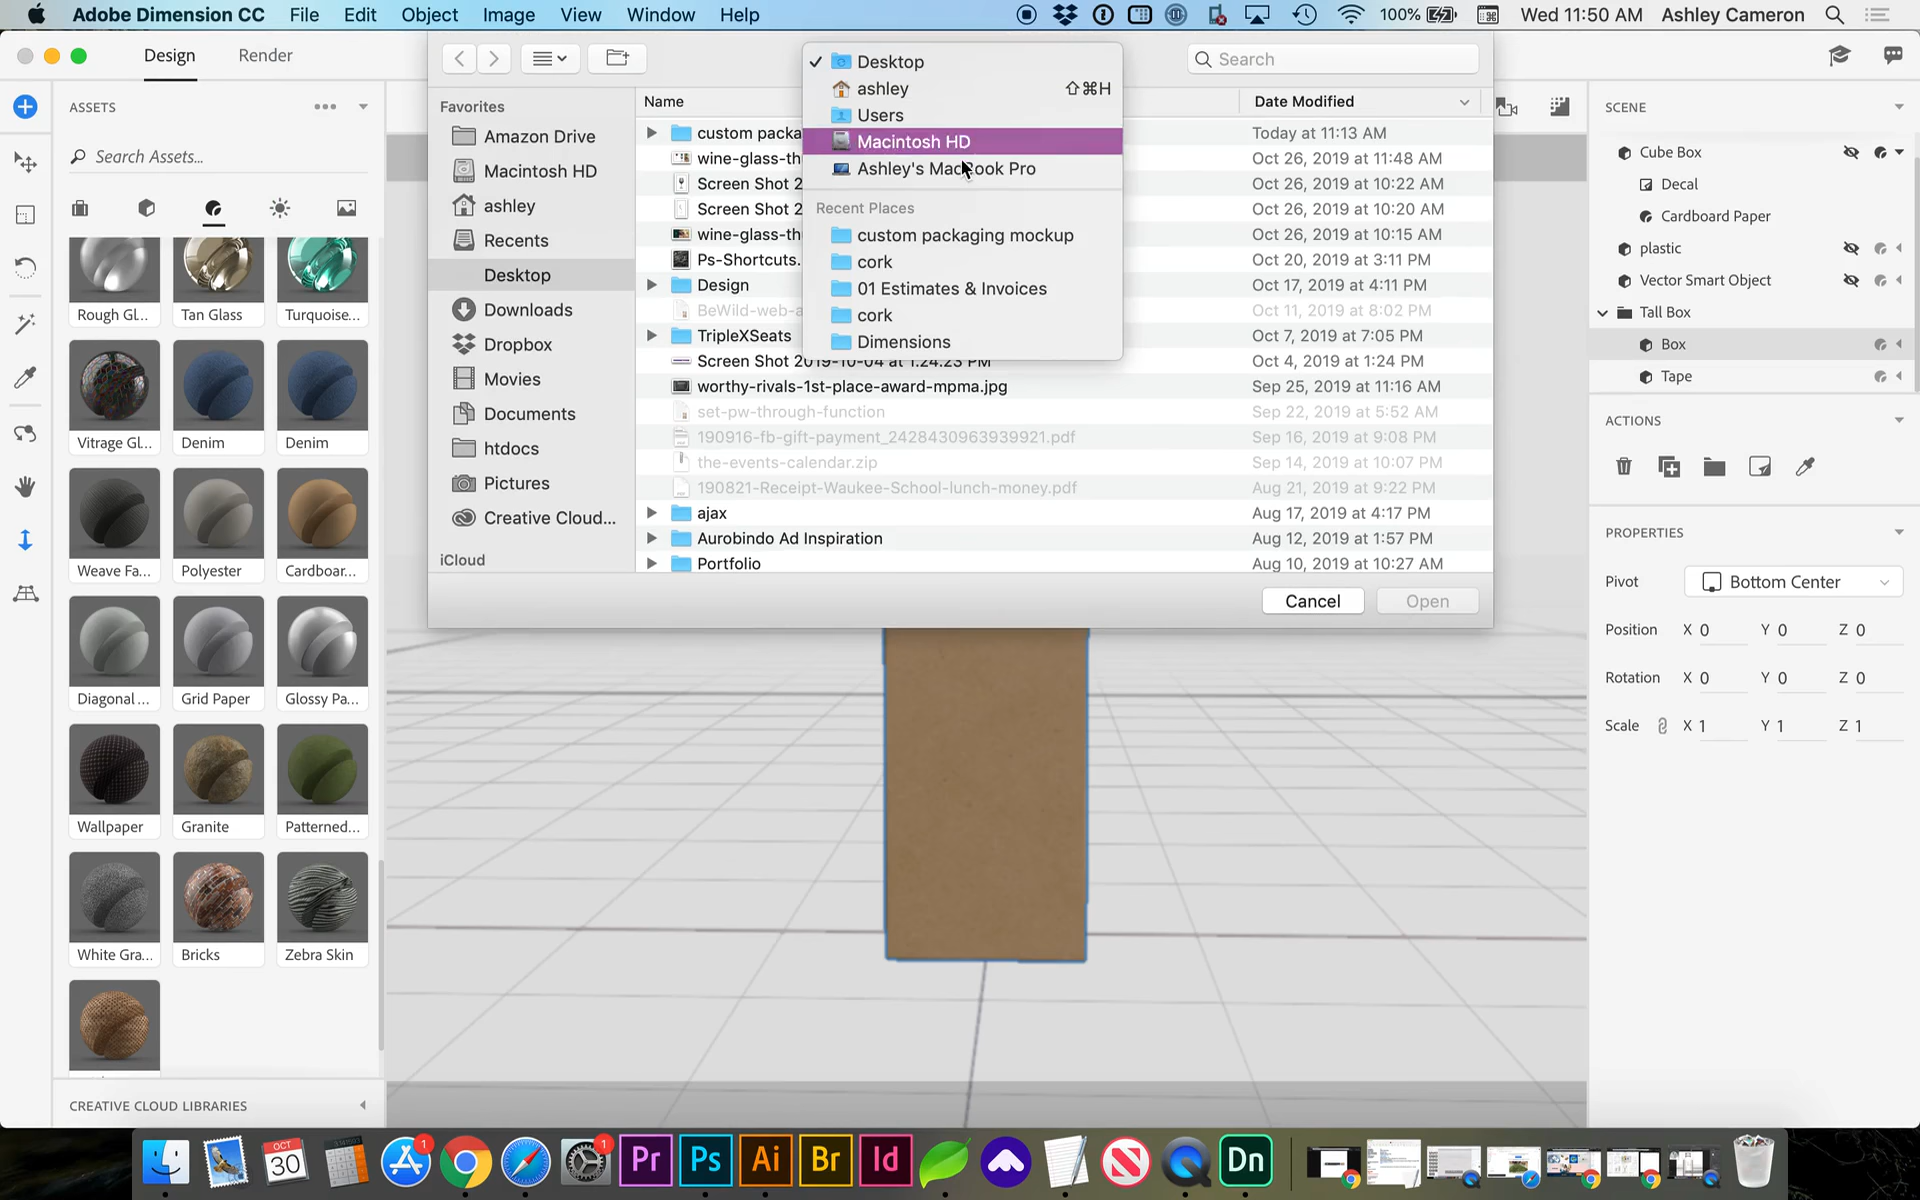 Adobe Dimension CC File Edit Object Image View Window Help
100% Wed 11:50 AM Ashley Cameron
Design Render
ASSETS
Search Assets...
Rough Gl... Tan Glass Turquoise...
Vitrage Gl... Denim Denim
Weave Fa... Polyester Cardboar...
Diagonal ... Grid Paper Glossy Pa...
Wallpaper Granite Patterned...
White Gra... Bricks Zebra Skin
CREATIVE CLOUD LIBRARIES
Favorites
Amazon Drive
Macintosh HD
ashley
Recents
Desktop
Downloads
Dropbox
Movies
Documents
htdocs
Pictures
Creative Cloud...
iCloud
Search
Desktop
ashley ⇧⌘H
Users
Macintosh HD
Ashley's MacBook Pro
Recent Places
custom packaging mockup
cork
01 Estimates & Invoices
cork
Dimensions
Name Date Modified
custom packa Today at 11:13 AM
wine-glass-th Oct 26, 2019 at 11:48 AM
Screen Shot 2 Oct 26, 2019 at 10:22 AM
Screen Shot 2 Oct 26, 2019 at 10:20 AM
wine-glass-th Oct 26, 2019 at 10:15 AM
Ps-Shortcuts. Oct 20, 2019 at 3:11 PM
Design Oct 17, 2019 at 4:11 PM
BeWild-web-a Oct 11, 2019 at 8:02 PM
TripleXSeats Oct 7, 2019 at 7:05 PM
Screen Shot 2019-10-04 at 1.24.23 PM Oct 4, 2019 at 1:24 PM
worthy-rivals-1st-place-award-mpma.jpg Sep 25, 2019 at 11:16 AM
set-pw-through-function Sep 22, 2019 at 5:52 AM
190916-fb-gift-payment_2428430963939921.pdf Sep 16, 2019 at 9:08 PM
the-events-calendar.zip Sep 14, 2019 at 10:07 PM
190821-Receipt-Waukee-School-lunch-money.pdf Aug 21, 2019 at 9:22 PM
ajax Aug 17, 2019 at 4:17 PM
Aurobindo Ad Inspiration Aug 12, 2019 at 1:57 PM
Portfolio Aug 10, 2019 at 10:27 AM
Cancel Open
SCENE
Cube Box
Decal
Cardboard Paper
plastic
Vector Smart Object
Tall Box
Box
Tape
ACTIONS
PROPERTIES
Pivot Bottom Center
Position X 0 Y 0 Z 0
Rotation X 0 Y 0 Z 0
Scale X 1 Y 1 Z 1
OCT
30
1
1
Pr Ps Ai Br Id N Dn